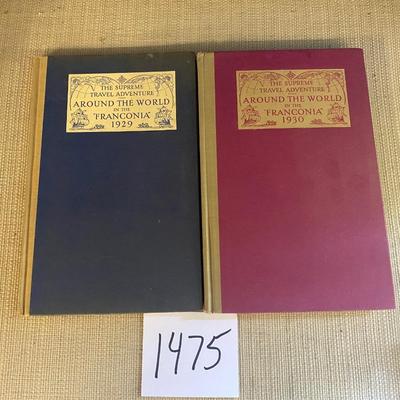 THE SUPREME
TRAVEL ADVENTURE
AROUND THE WORLD
IN THE
"FRANCONIA"
1929
THE SUPREME
TRAVEL ADVENTURE
AROUND THE WORLD
IN THE
"FRANCONIA"
1930
1475